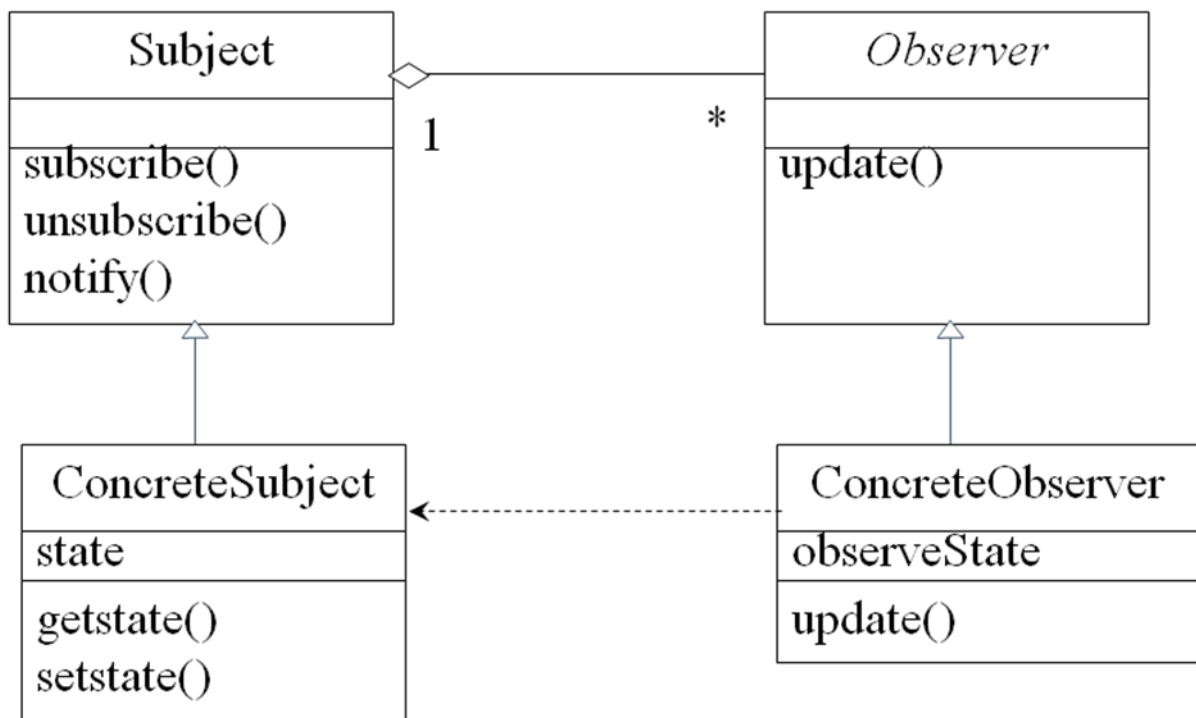 Subject
subscribe()
unsubscribe()
notify()
1
*
Observer
update()
ConcreteSubject
state
getstate()
setstate()
ConcreteObserver
observeState
update()